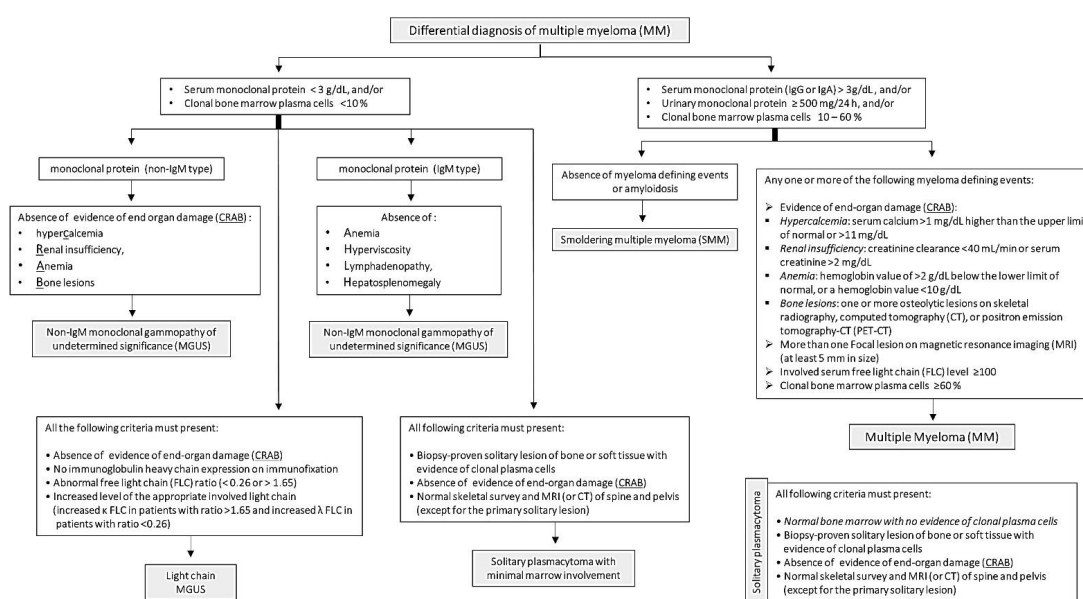 Differential diagnosis of multiple myeloma (MM)
• Serum monoclonal protein < 3 g/dL, and/or
• Clonal bone marrow plasma cells <10 %
• Serum monoclonal protein (IgG or IgA) > 3g/dL, and/or
• Urinary monoclonal protein ≥ 500 mg/24 h, and/or
• Clonal bone marrow plasma cells 10 – 60 %
monoclonal protein (non-IgM type)
monoclonal protein (IgM type)
Absence of myeloma defining events
or amyloidosis
Absence of evidence of end organ damage (CRAB) :
• hypercalcemia
• Renal insufficiency,
• Anemia
• Bone lesions
Absence of :
• Anemia
• Hyperviscosity
• Lymphadenopathy,
• Hepatosplenomegaly
Smoldering multiple myeloma (SMM)
Any one or more of the following myeloma defining events:
➢ Evidence of end-organ damage (CRAB):
▪ Hypercalcemia: serum calcium >1 mg/dL higher than the upper limi
of normal or >11 mg/dL
▪ Renal insufficiency: creatinine clearance <40 mL/min or serum
creatinine >2 mg/dL
▪ Anemia: hemoglobin value of >2 g/dL below the lower limit of
normal, or a hemoglobin value <10 g/dL
▪ Bone lesions: one or more osteolytic lesions on skeletal
radiography, computed tomography (CT), or positron emission
tomography-CT (PET-CT)
➢ More than one Focal lesion on magnetic resonance imaging (MRI)
(at least 5 mm in size)
➢ Involved serum free light chain (FLC) level ≥100
➢ Clonal bone marrow plasma cells ≥60 %
Non-IgM monoclonal gammopathy of
undetermined significance (MGUS)
Non-IgM monoclonal gammopathy of
undetermined significance (MGUS)
Multiple Myeloma (MM)
All the following criteria must present:
• Absence of evidence of end-organ damage (CRAB)
• No immunoglobulin heavy chain expression on immunofixation
• Abnormal free light chain (FLC) ratio (< 0.26 or > 1.65)
• Increased level of the appropriate involved light chain
(increased κ FLC in patients with ratio >1.65 and increased λ FLC in
patients with ratio <0.26)
All the following criteria must present:
• Biopsy-proven solitary lesion of bone or soft tissue with
evidence of clonal plasma cells
• Absence of evidence of end-organ damage (CRAB)
• Normal skeletal survey and MRI (or CT) of spine and pelvis
(except for the primary solitary lesion)
Light chain
MGUS
Solitary plasmacytoma with
minimal marrow involvement
Solitary plasmacytoma
All following criteria must present:
• Normal bone marrow with no evidence of clonal plasma cells
• Biopsy-proven solitary lesion of bone or soft tissue with
evidence of clonal plasma cells
• Absence of evidence of end-organ damage (CRAB)
• Normal skeletal survey and MRI (or CT) of spine and pelvis
(except for the primary solitary lesion)